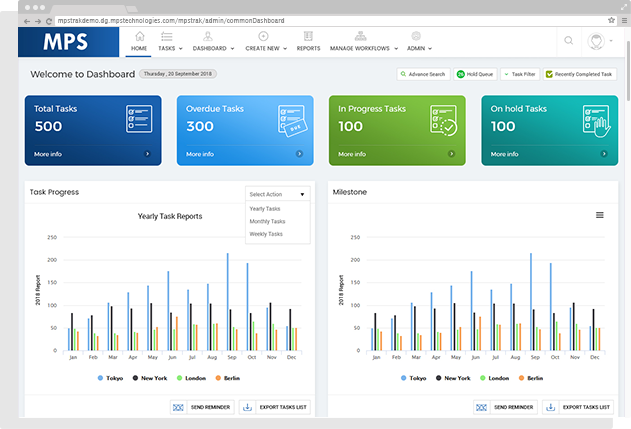 mpstrakdemo.dg.mpstechnologies.com/mpstrak/admin/commonDashboard
MPS
HOME
TASKS
DASHBOARD
CREATE NEW
REPORTS
MANAGE WORKFLOWS
ADMIN
Welcome to Dashboard
Thursday , 20 September 2018
Advance Search
Hold Queue
Task Filter
Recently Completed Task
Total Tasks
500
More info
Overdue Tasks
300
DUE
More info
In Progress Tasks
100
More info
On hold Tasks
100
More info
Task Progress
Select Action
Yearly Tasks
Monthly Tasks
Weekly Tasks
Yearly Task Reports
2018 Report
250
200
150
100
50
0
Jan Feb Mar Apr May Jun Jul Aug Sep Oct Nov Dec
Tokyo New York London Berlin
SEND REMINDER
EXPORT TASKS LIST
Milestone
2018 Report
250
200
150
100
50
0
Jan Feb Mar Apr May Jun Jul Aug Sep Oct Nov Dec
Tokyo New York London Berlin
SEND REMINDER
EXPORT TASKS LIST